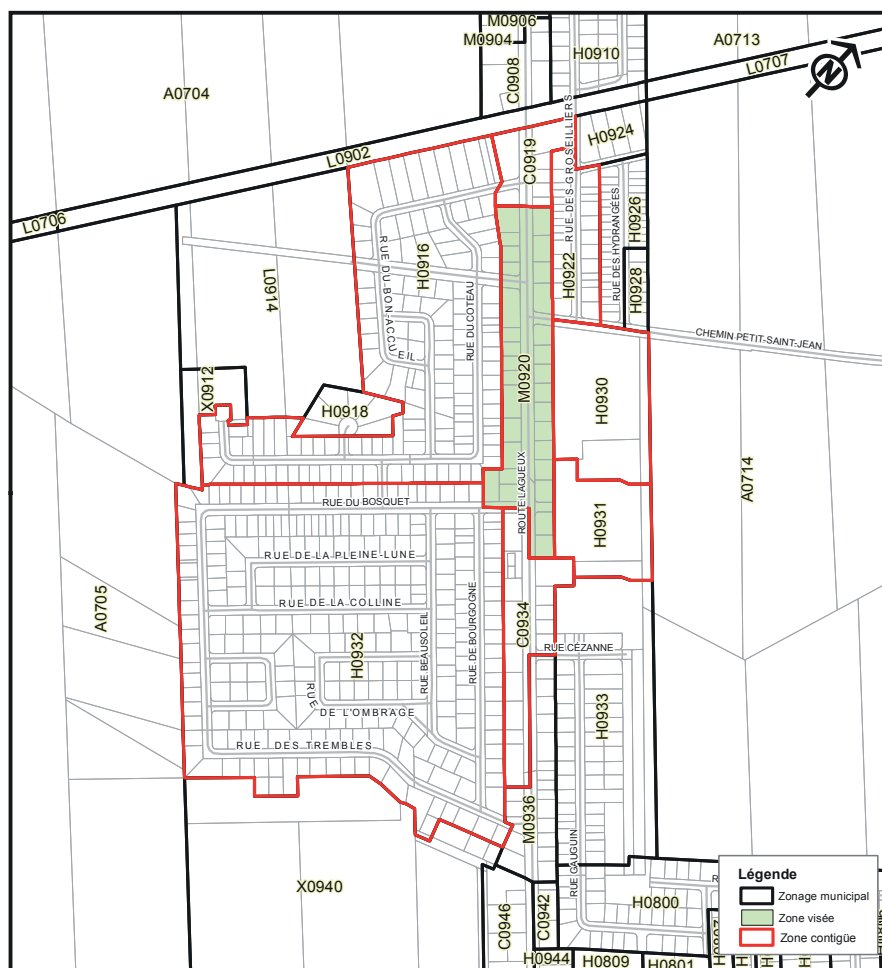 M0906
M0904
H0910
A0713
L0707
N
A0704
C0908
H0924
L0902
C0919
RUE DES GROSEILLIERS
L0706
H0926
RUE DES HYDRANGÉES
H0922
H0928
L0914
RUE DU BON-ACCUEIL
H0916
RUE DU COTEAU
CHEMIN PETIT-SAINT-JEAN
X0912
M0920
H0930
H0918
A0714
ROUTE LAGUEUX
RUE DU BOSQUET
H0931
RUE DE LA PLEINE-LUNE
A0705
RUE DE LA COLLINE
C0934
RUE DE BOURGOGNE
RUE BEAUSOLEIL
H0932
RUE CÉZANNE
RUE DE L'OMBRAGE
H0933
RUE DES TREMBLES
M0936
RUE GAUGUIN
X0940
H0800
C0946
C0942
H0944
H0809
H0801
Légende
Zonage municipal
Zone visée
Zone contigüe